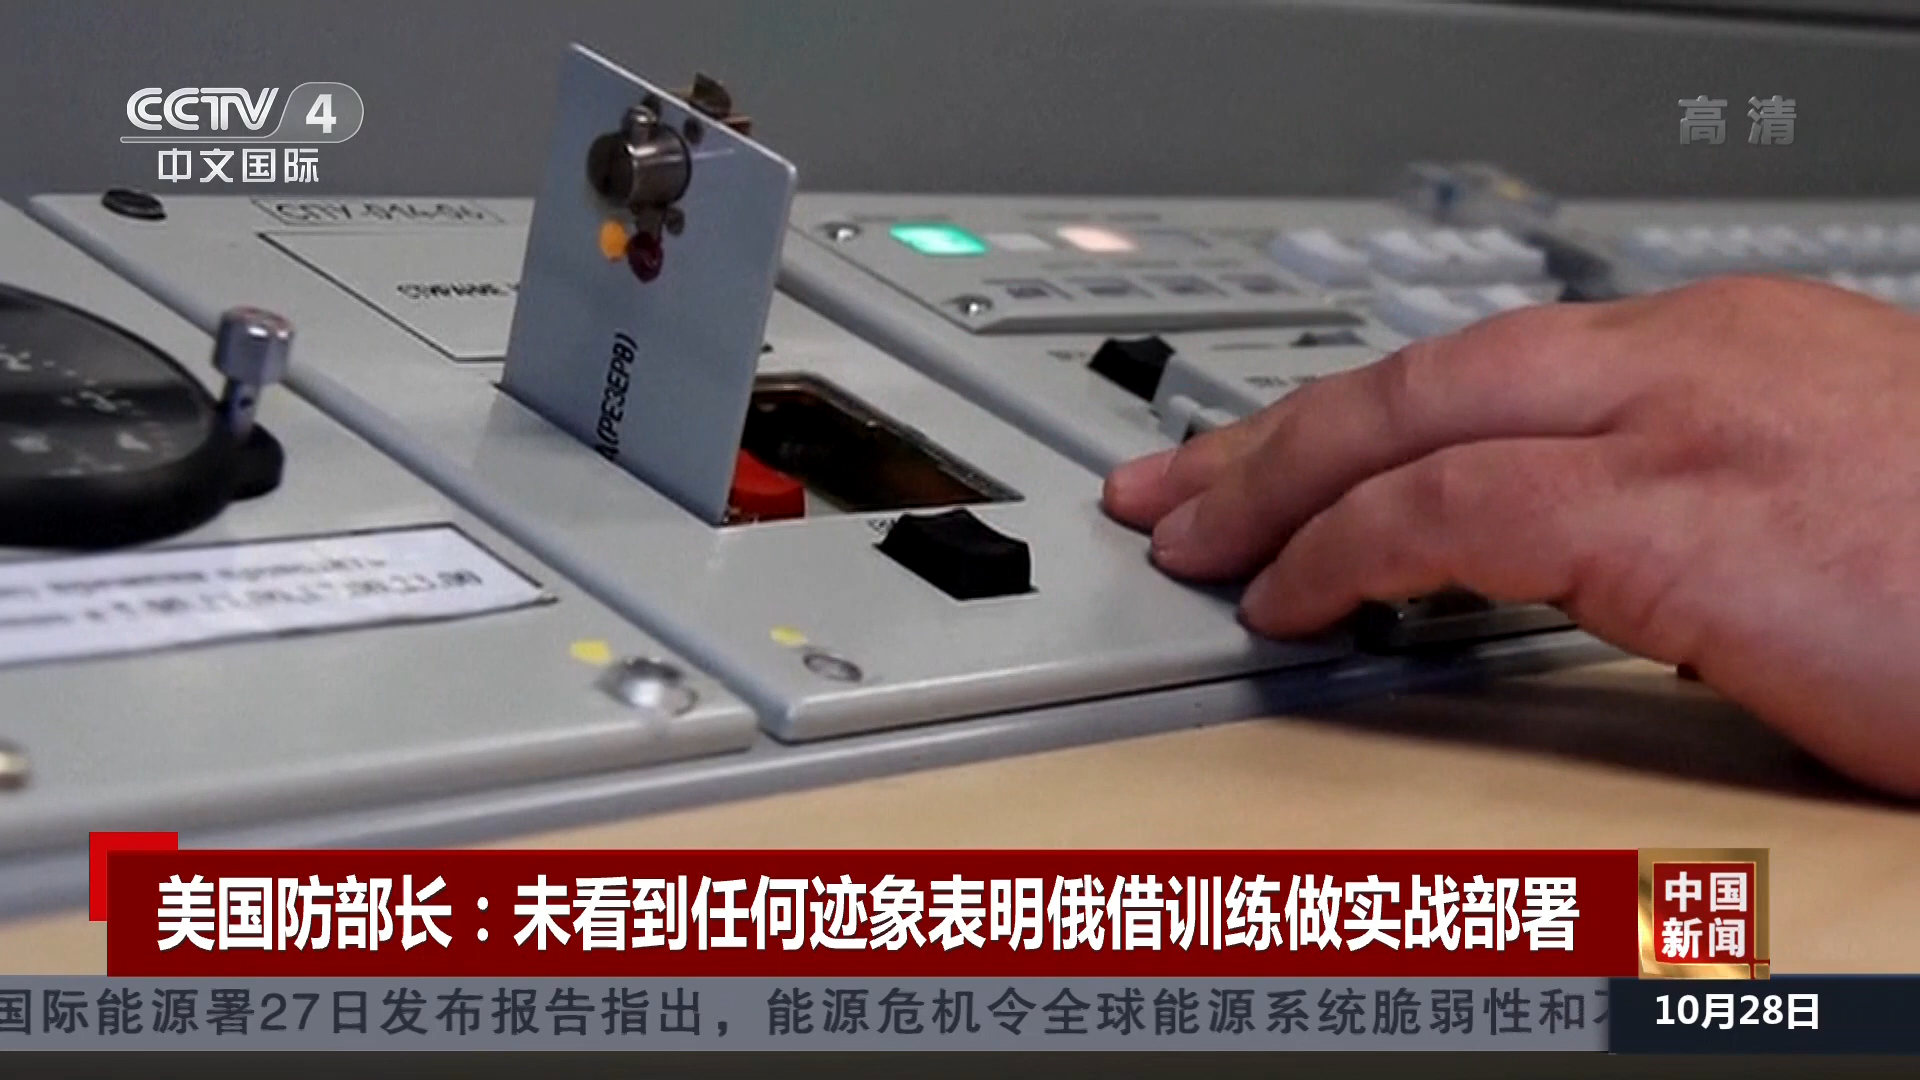 CCTV 4
中文国际
高清
СПУ-014-06
А(РЕЗЕРВ)
美国防部长：未看到任何迹象表明俄借训练做实战部署
中国
新闻
国际能源署27日发布报告指出，能源危机令全球能源系统脆弱性和
10月28日